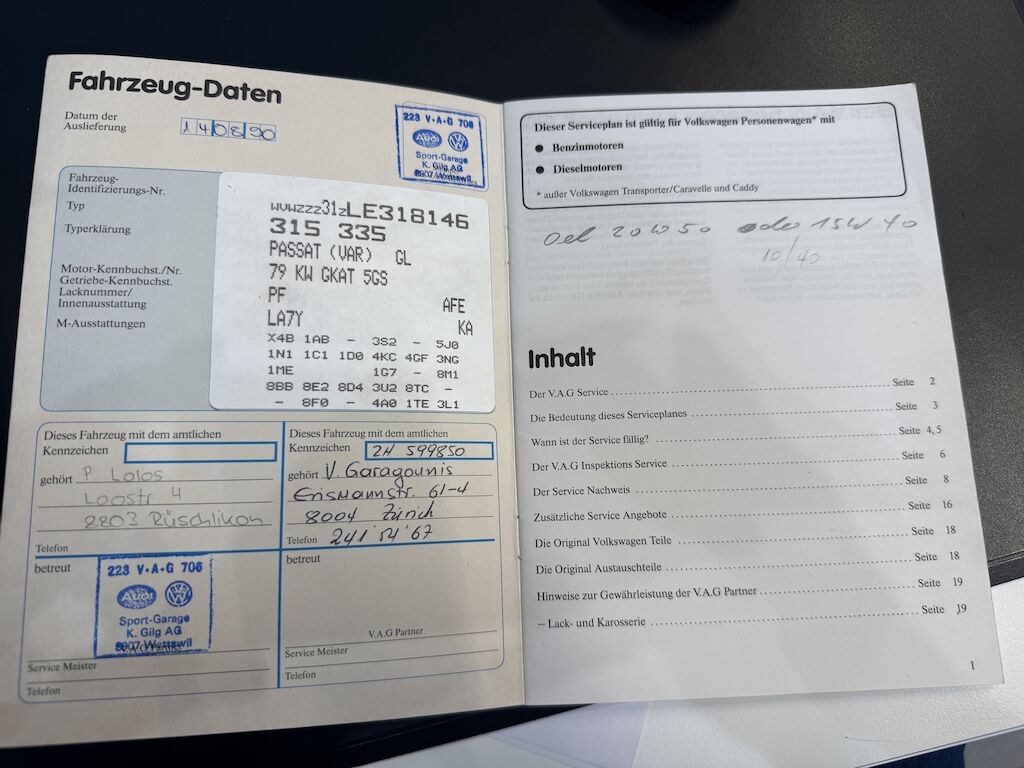 Fahrzeug-Daten
Datum der
Auslieferung
140890
223 V·A·G 706
Audi
Sport-Garage
K. Gilg AG
8907 Wettswil
Fahrzeug-
Identifizierungs-Nr.
WVWZZZ31ZLE318146
Typ
315 335
Typerklärung
PASSAT (VAR) GL
79 KW GKAT 5GS
Motor-Kennbuchst./Nr.
Getriebe-Kennbuchst.
PF AFE
Lacknummer/
Innenausstattung
LA7Y KA
M-Ausstattungen
X4B 1AB - 3S2 - 5J0
1N1 1C1 1D0 4KC 4GF 3NG
1ME 1G7 - 8M1
8BB 8E2 8D4 3U2 8TC -
- 8F0 - 4A0 1TE 3L1
Dieses Fahrzeug mit dem amtlichen
Kennzeichen
gehört P. Lolos
Loostr. 4
8803 Rüschlikon
Telefon
betreut
223 V·A·G 706
Audi
Sport-Garage
K. Gilg AG
8907 Wettswil
Service Meister
Telefon
Dieses Fahrzeug mit dem amtlichen
Kennzeichen ZH 599850
gehört V. Garagounis
Erismannstr. 61-4
8004 Zürich
Telefon 241'54'67
betreut
V.A.G Partner
Service Meister
Telefon
Dieser Serviceplan ist gültig für Volkswagen Personenwagen* mit
● Benzinmotoren
● Dieselmotoren
* außer Volkswagen Transporter/Caravelle und Caddy
Oel 20W50 oder 15W40
10/40
Inhalt
Der V.A.G Service Seite 2
Die Bedeutung dieses Serviceplanes Seite 3
Wann ist der Service fällig? Seite 4, 5
Der V.A.G Inspektions Service Seite 6
Der Service Nachweis Seite 8
Zusätzliche Service Angebote Seite 16
Die Original Volkswagen Teile Seite 18
Die Original Austauschteile Seite 18
Hinweise zur Gewährleistung der V.A.G Partner Seite 19
– Lack- und Karosserie Seite 19
1